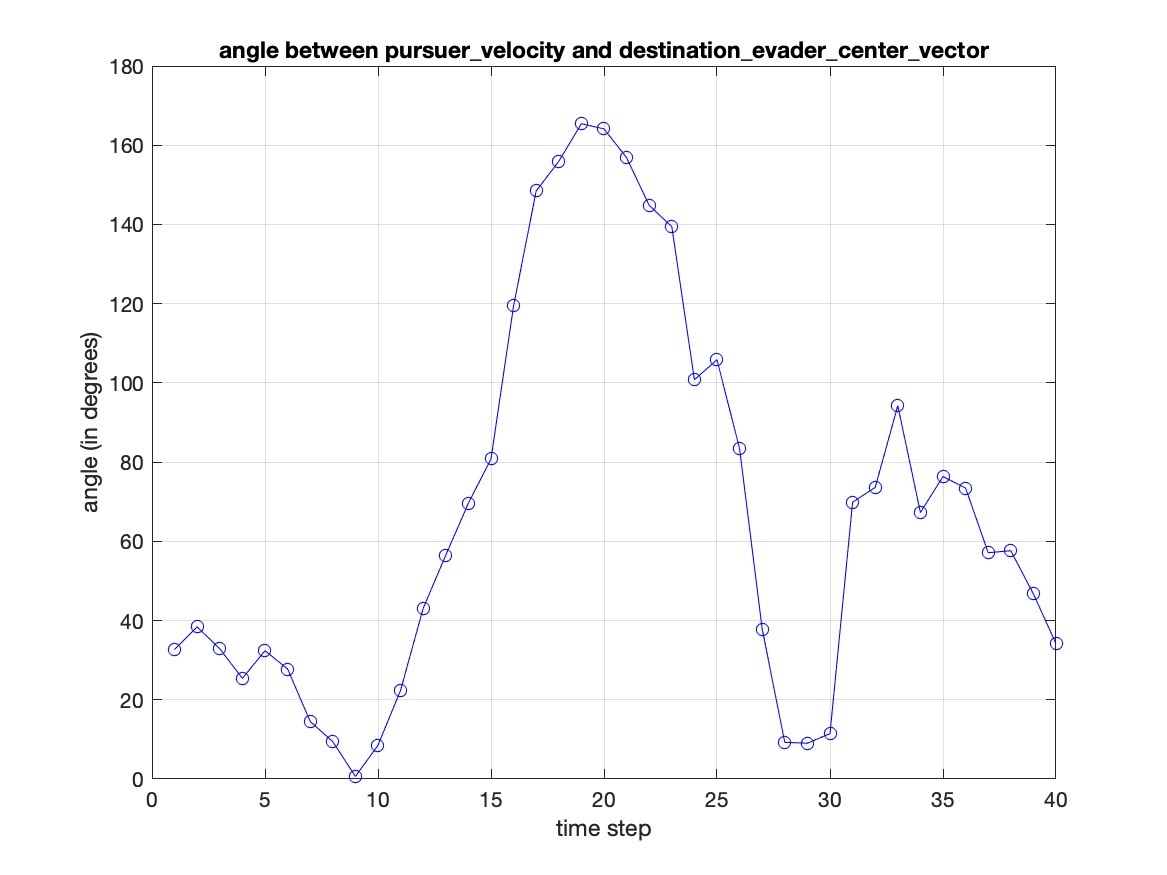 angle between pursuer_velocity and destination_evader_center_vector
180
160
140
120
100
80
60
40
20
0
angle (in degrees)
0 5 10 15 20 25 30 35 40
time step